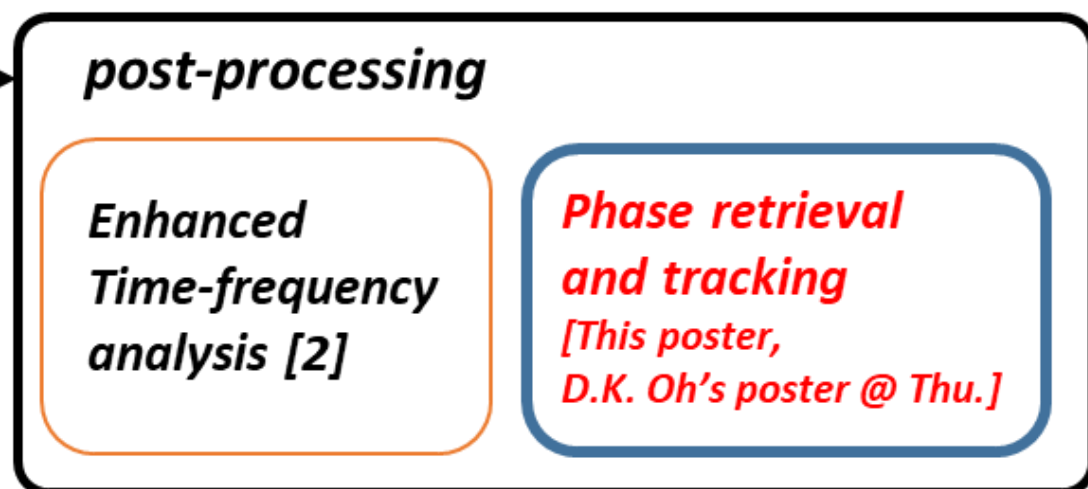 post-processing
Enhanced
Time-frequency
analysis [2]
Phase retrieval
and tracking
[This poster,
D.K. Oh's poster @ Thu.]